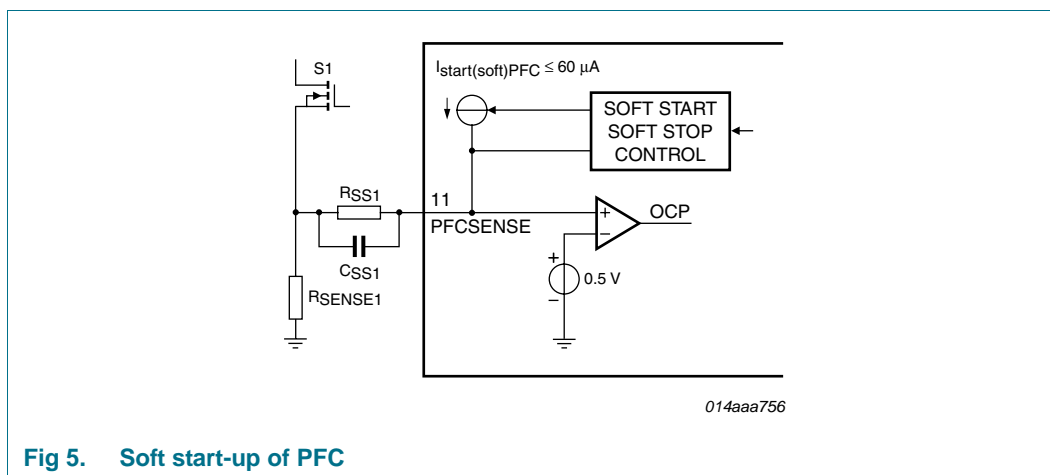 S1
Istart(soft)PFC ≤ 60 μA
SOFT START
SOFT STOP
CONTROL
RSS1
11
PFCSENSE
OCP
CSS1
+
−
+
0.5 V
−
RSENSE1
014aaa756
Fig 5. Soft start-up of PFC